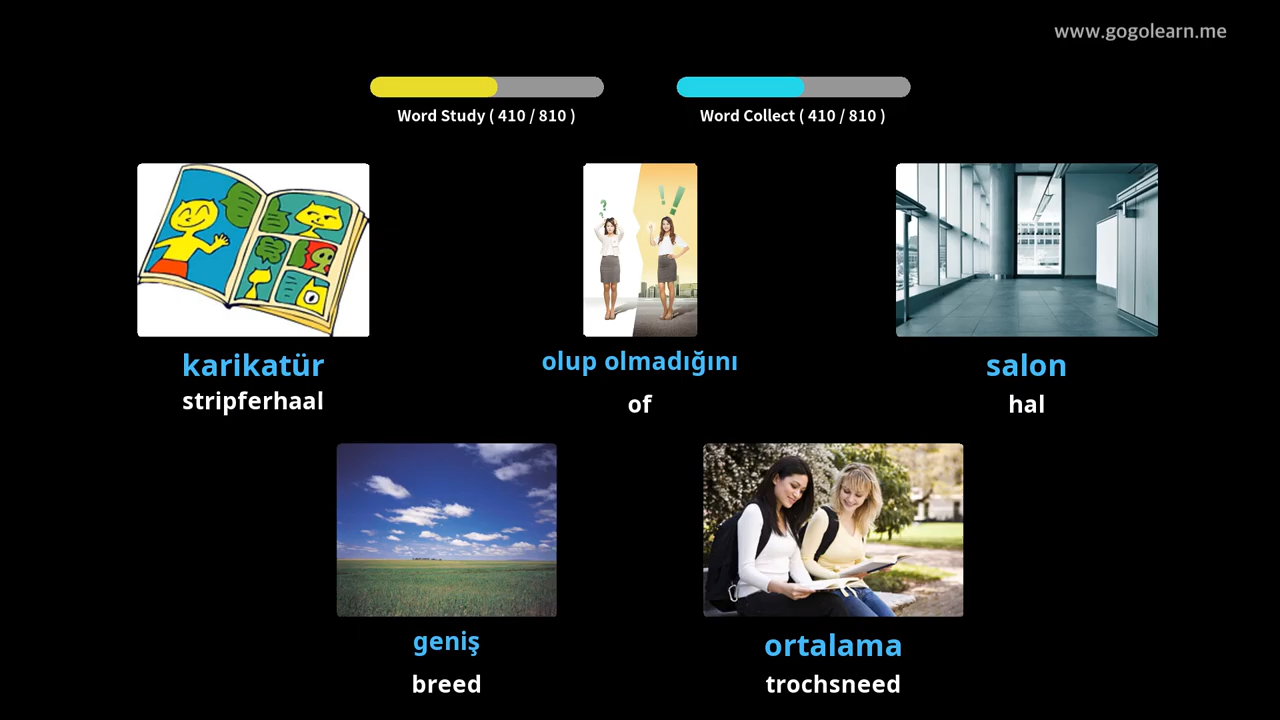 www.gogolearn.me
Word Study ( 410 / 810 )
Word Collect ( 410 / 810 )
karikatür
stripferhaal
olup olmadığını
of
salon
hal
geniş
breed
ortalama
trochsneed